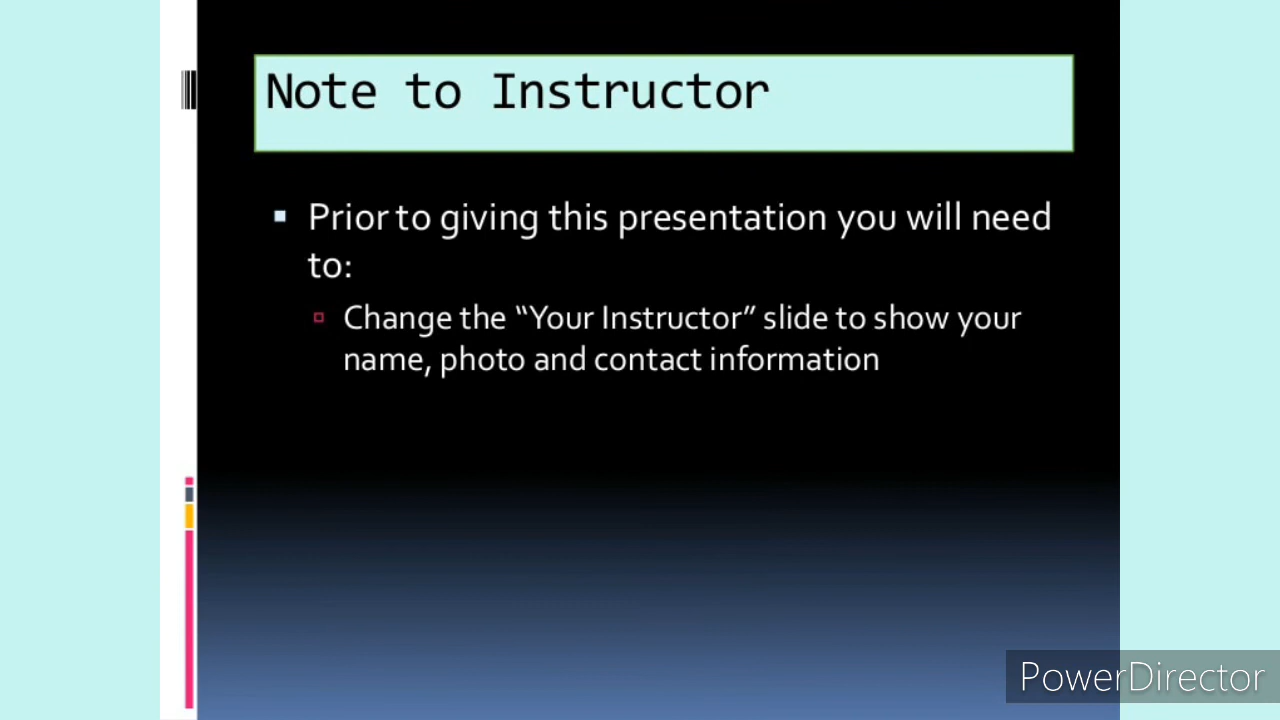 Note to Instructor
Prior to giving this presentation you will need
to:
Change the “Your Instructor” slide to show your
name, photo and contact information
PowerDirector